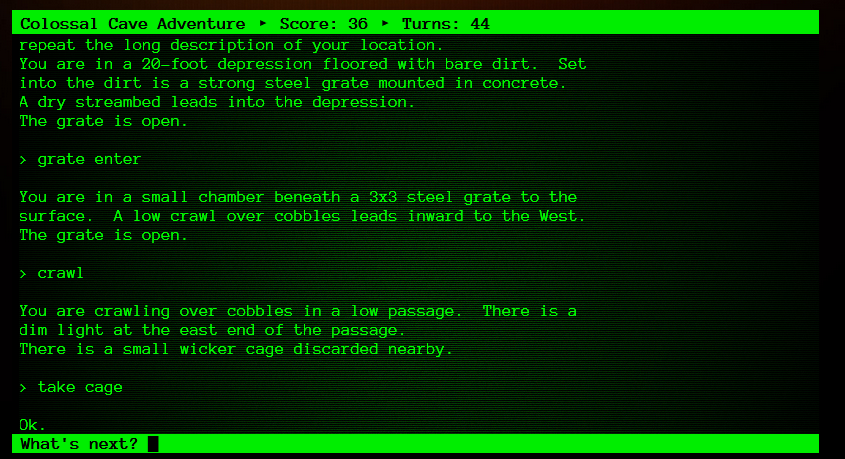 Colossal Cave Adventure ‣ Score: 36 ‣ Turns: 44
repeat the long description of your location.
You are in a 20-foot depression floored with bare dirt.  Set
into the dirt is a strong steel grate mounted in concrete.
A dry streambed leads into the depression.
The grate is open.
> grate enter
You are in a small chamber beneath a 3x3 steel grate to the
surface.  A low crawl over cobbles leads inward to the West.
The grate is open.
> crawl
You are crawling over cobbles in a low passage.  There is a
dim light at the east end of the passage.
There is a small wicker cage discarded nearby.
> take cage
Ok.
What's next?